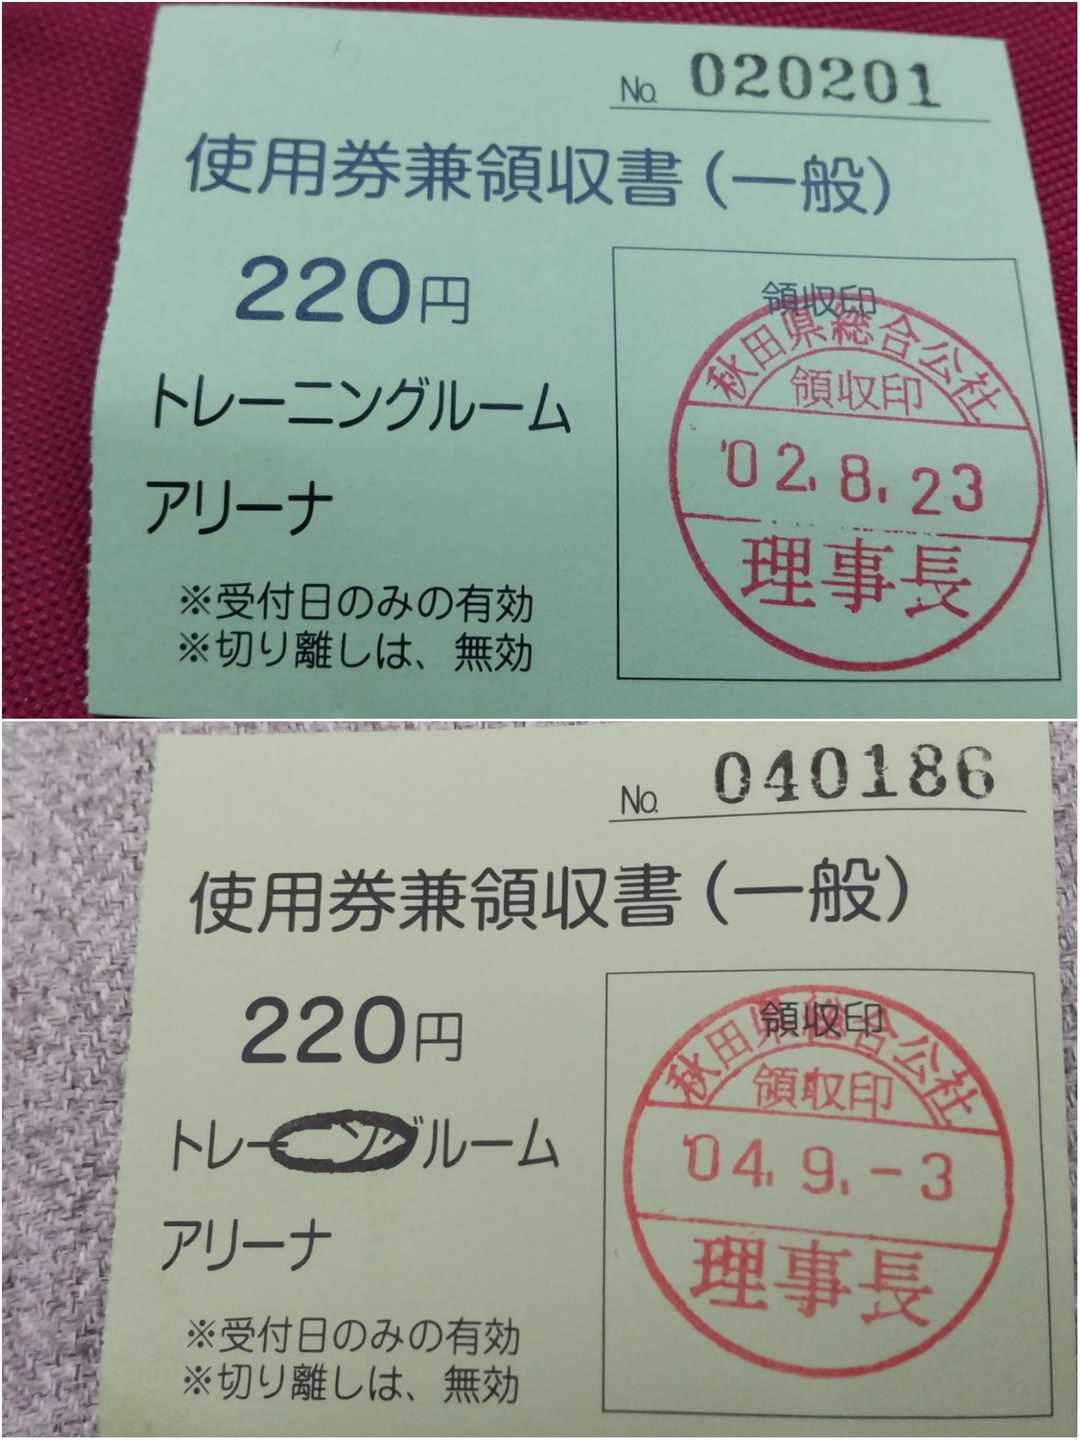 No. 020201
使用券兼領収書(一般)
220円
トレーニングルーム
アリーナ
※受付日のみの有効
※切り離しは、無効
領収印
秋田県総合公社
領収印
'02.8.23
理事長
No. 040186
使用券兼領収書(一般)
220円
トレーニングルーム
アリーナ
※受付日のみの有効
※切り離しは、無効
領収印
秋田県総合公社
領収印
'04.9.-3
理事長